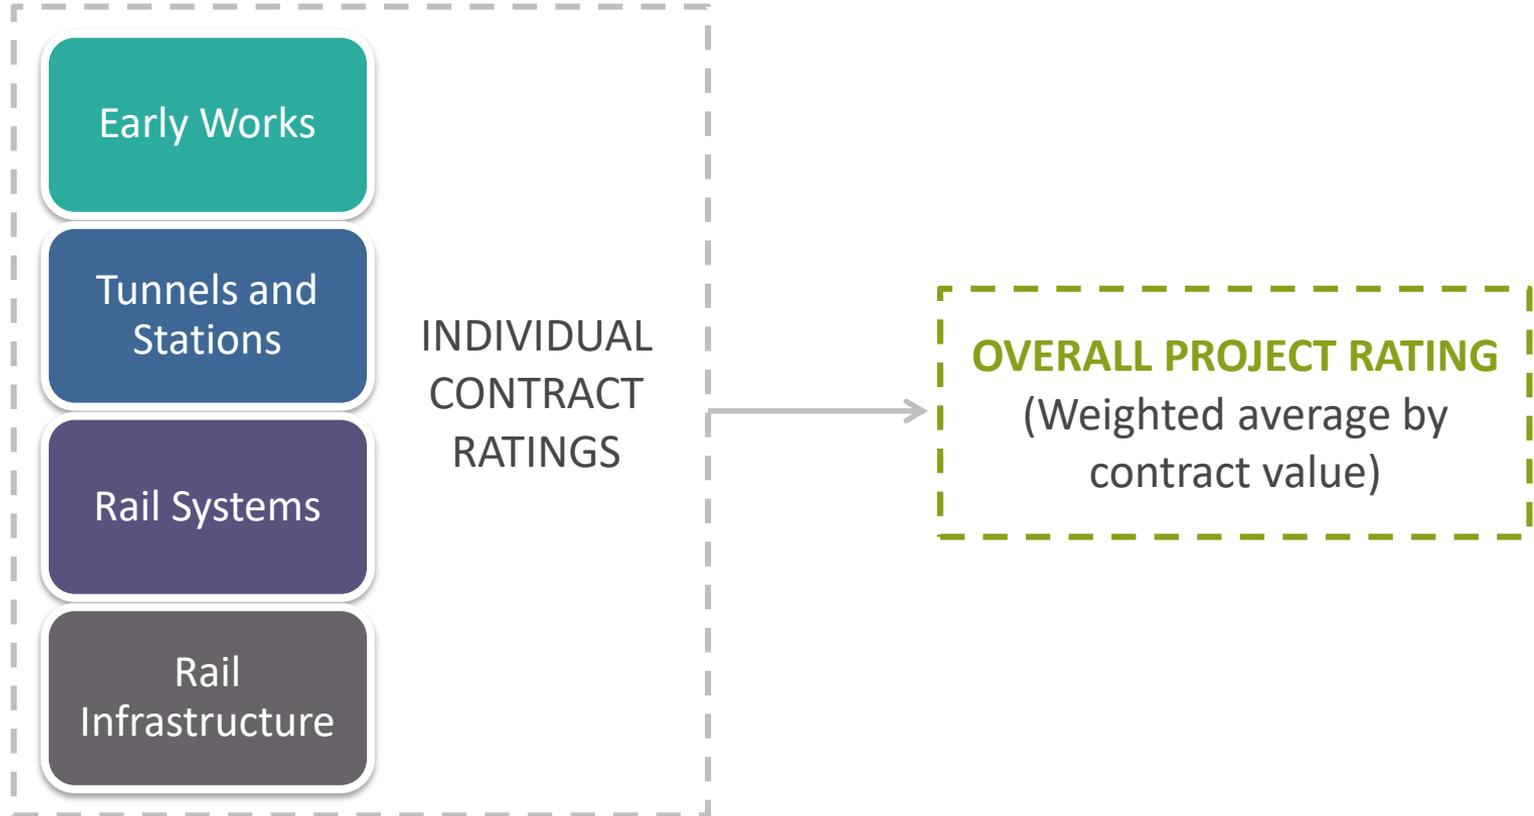 Early Works
Tunnels and
Stations
Rail Systems
Rail
Infrastructure
INDIVIDUAL
CONTRACT
RATINGS
OVERALL PROJECT RATING
(Weighted average by
contract value)